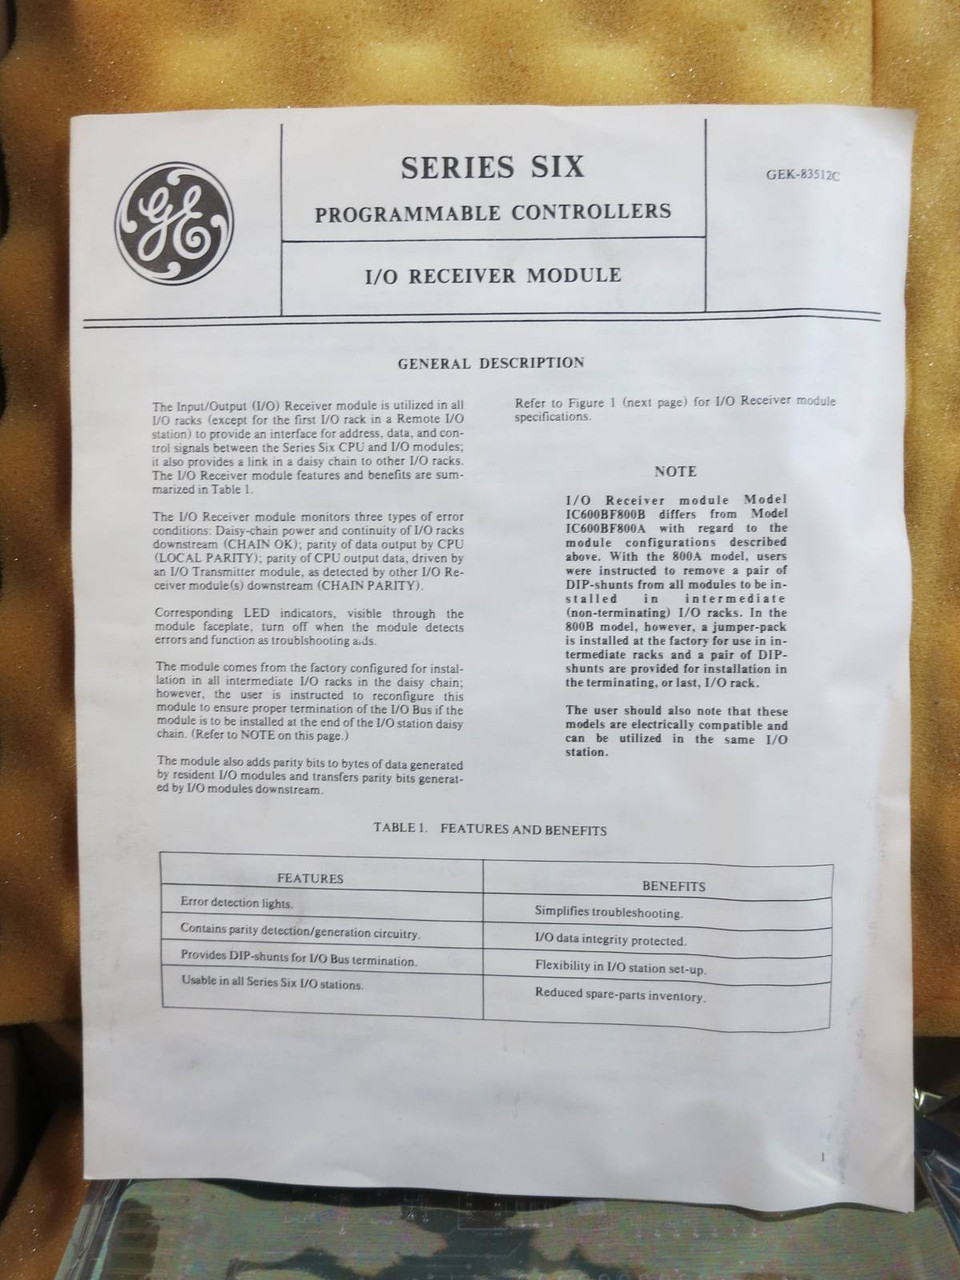 GE
SERIES SIX
PROGRAMMABLE CONTROLLERS
I/O RECEIVER MODULE
GEK-83512C
GENERAL DESCRIPTION
The Input/Output (I/O) Receiver module is utilized in all
I/O racks (except for the first I/O rack in a Remote I/O
station) to provide an interface for address, data, and con-
trol signals between the Series Six CPU and I/O modules;
it also provides a link in a daisy chain to other I/O racks.
The I/O Receiver module features and benefits are sum-
marized in Table 1.
The I/O Receiver module monitors three types of error
conditions: Daisy-chain power and continuity of I/O racks
downstream (CHAIN OK); parity of data output by CPU
(LOCAL PARITY); parity of CPU output data, driven by
an I/O Transmitter module, as detected by other I/O Re-
ceiver module(s) downstream (CHAIN PARITY).
Corresponding LED indicators, visible through the
module faceplate, turn off when the module detects
errors and function as troublshooting aids.
The module comes from the factory configured for instal-
lation in all intermediate I/O racks in the daisy chain;
however, the user is instructed to reconfigure this
module to ensure proper termination of the I/O Bus if the
module is to be installed at the end of the I/O station daisy
chain. (Refer to NOTE on this page.)
The module also adds parity bits to bytes of data generated
by resident I/O modules and transfers parity bits generat-
ed by I/O modules downstream.
Refer to Figure 1 (next page) for I/O Receiver module
specifications.
NOTE
I/O Receiver module Model
IC600BF800B differs from Model
IC600BF800A with regard to the
module configurations described
above. With the 800A model, users
were instructed to remove a pair of
DIP-shunts from all modules to be in-
stalled in intermediate
(non-terminating) I/O racks. In the
800B model, however, a jumper-pack
is installed at the factory for use in in-
termediate racks and a pair of DIP-
shunts are provided for installation in
the terminating, or last, I/O rack.
The user should also note that these
models are electrically compatible and
can be utilized in the same I/O
station.
TABLE 1. FEATURES AND BENEFITS
FEATURES BENEFITS
Error detection lights. Simplifies troubleshooting.
Contains parity detection/generation circuitry. I/O data integrity protected.
Provides DIP-shunts for I/O Bus termination. Flexibility in I/O station set-up.
Usable in all Series Six I/O stations. Reduced spare-parts inventory.
1